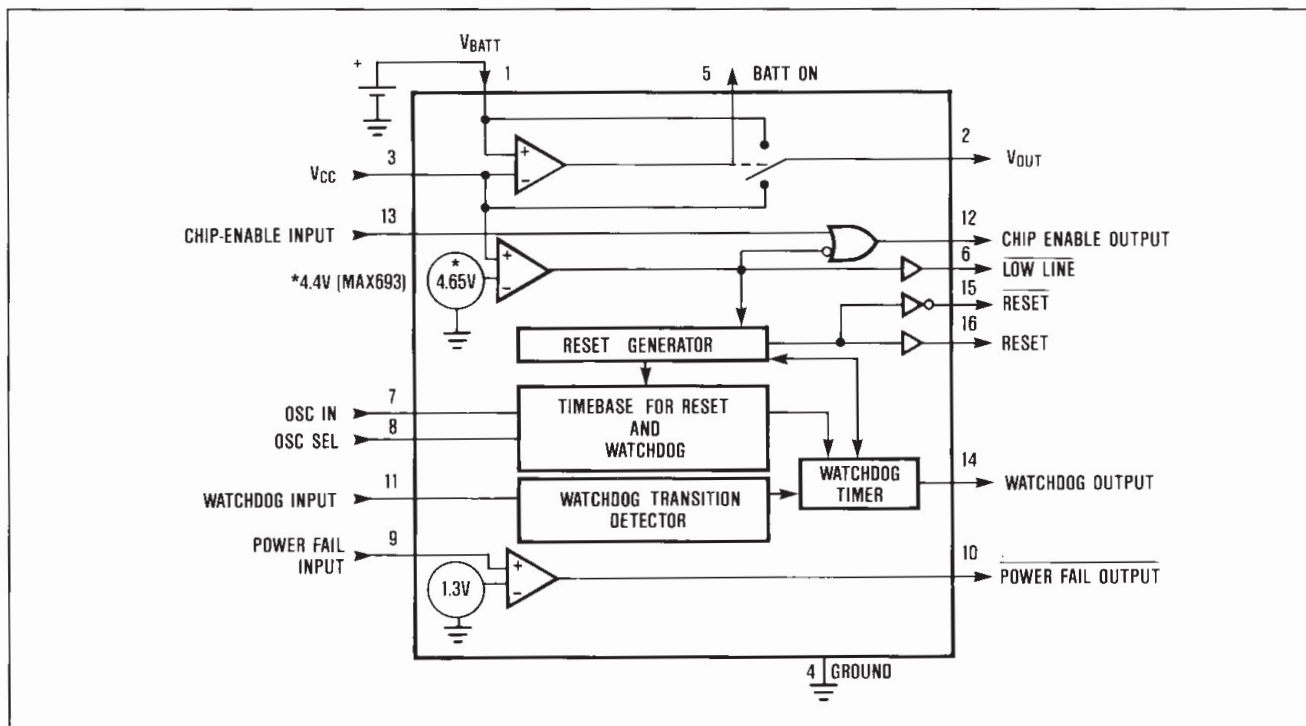 VBATT
+
1
5 BATT ON
2
VOUT
3
VCC
+
−
13
CHIP-ENABLE INPUT
12
CHIP ENABLE OUTPUT
6
LOW LINE
*4.4V (MAX693)
*
4.65V
+
−
15
RESET
16
RESET
RESET GENERATOR
7
OSC IN
8
OSC SEL
TIMEBASE FOR RESET
AND
WATCHDOG
11
WATCHDOG INPUT
WATCHDOG TRANSITION
DETECTOR
WATCHDOG
TIMER
14
WATCHDOG OUTPUT
9
POWER FAIL
INPUT
1.3V
+
−
10
POWER FAIL OUTPUT
4 GROUND